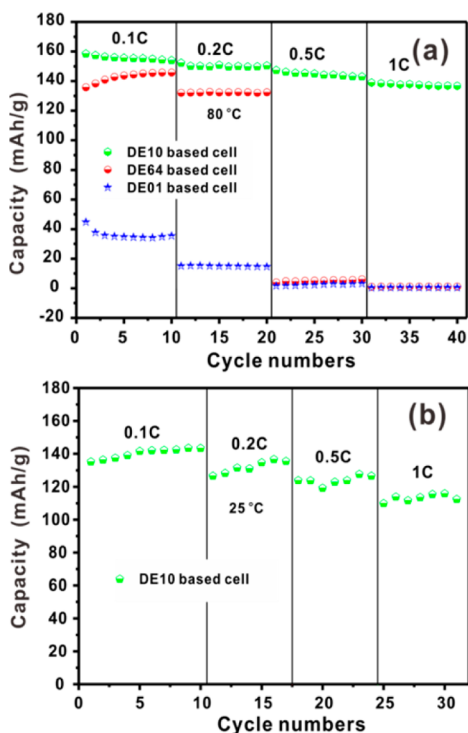 (a)
0.1C 0.2C 0.5C 1C
80 °C
DE10 based cell
DE64 based cell
DE01 based cell
Capacity (mAh/g)
180
160
140
120
100
80
60
40
20
0
-20
0 5 10 15 20 25 30 35 40
Cycle numbers
(b)
0.1C 0.2C 0.5C 1C
25 °C
DE10 based cell
Capacity (mAh/g)
180
160
140
120
100
80
60
40
20
0
0 5 10 15 20 25 30
Cycle numbers